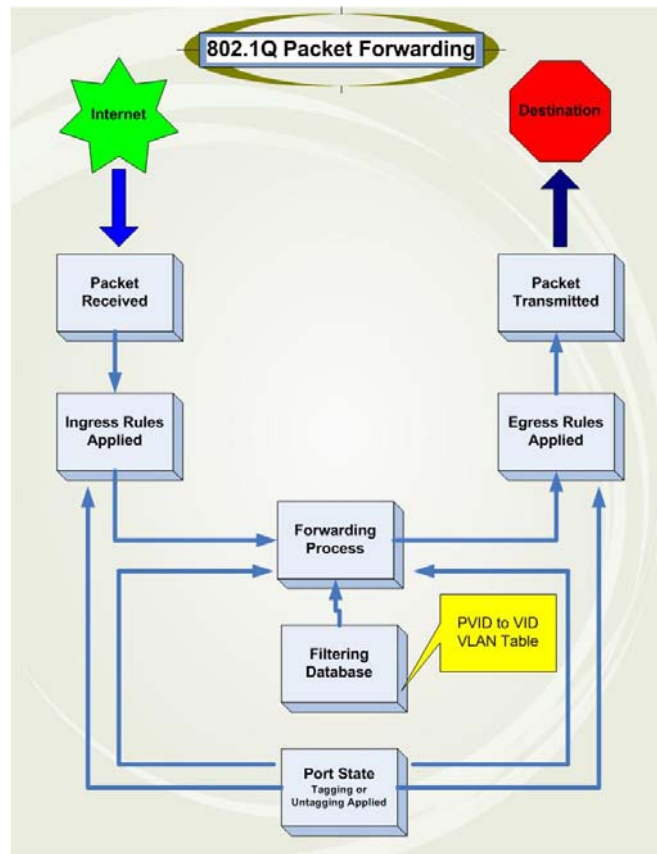 802.1Q Packet Forwarding
Internet
Destination
Packet
Received
Packet
Transmitted
Ingress Rules
Applied
Egress Rules
Applied
Forwarding
Process
PVID to VID
VLAN Table
Filtering
Database
Port State
Tagging or
Untagging Applied